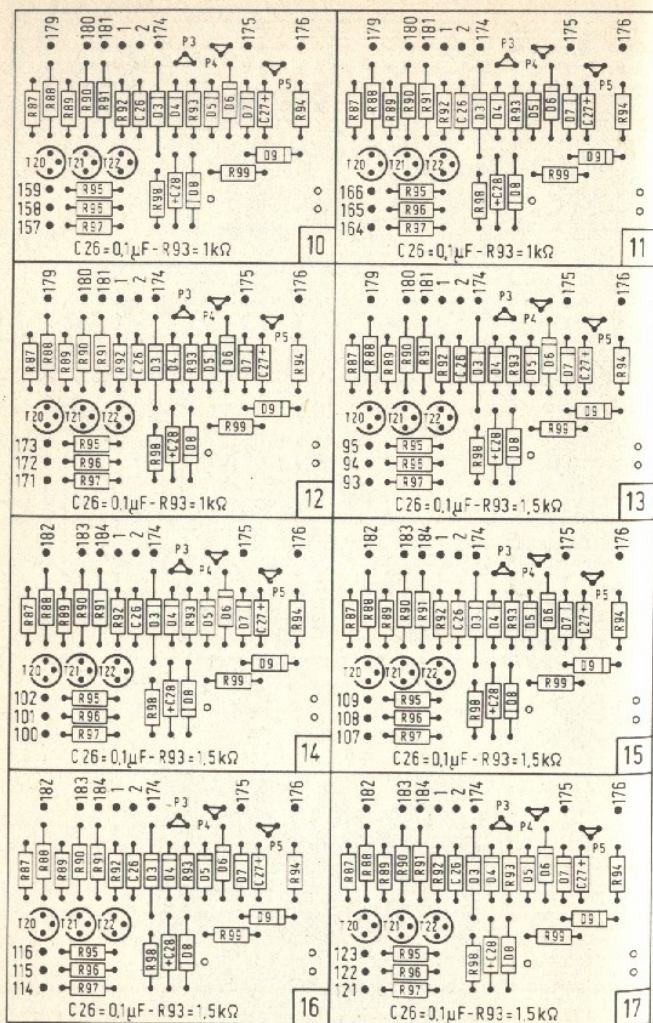 179 180 181 1 2 174 P3 P4 175 176
P5
R87 R88 R89 R90 R91 R92 C26 D3 D4 R93 D5 D6 D7 C27+ R94
T20 T21 T22 D9
R99
159 R95 R98 +C28 D8
158 R96
157 R97
C26=0,1µF-R93=1kΩ 10
179 180 181 1 2 174 P3 P4 175 176
P5
R87 R88 R89 R90 R91 R92 C26 D3 D4 R93 D5 D6 D7 C27+ R94
T20 T21 T22 D9
R99
166 R95 R98 +C28 D8
165 R96
164 R97
C26=0,1µF-R93=1kΩ 11
179 180 181 1 2 174 P3 P4 175 176
P5
R87 R88 R89 R90 R91 R92 C26 D3 D4 R93 D5 D6 D7 C27+ R94
T20 T21 T22 D9
R99
173 R95 R98 +C28 D8
172 R96
171 R97
C26=0,1µF-R93=1kΩ 12
179 180 181 1 2 174 P3 P4 175 176
P5
R87 R88 R89 R90 R91 R92 C26 D3 D4 R93 D5 D6 D7 C27+ R94
T20 T21 T22 D9
R99
95 R95 R98 +C28 D8
94 R96
93 R97
C26=0,1µF-R93=1,5kΩ 13
182 183 184 1 2 174 P3 P4 175 176
P5
R87 R88 R89 R90 R91 R92 C26 D3 D4 R93 D5 D6 D7 C27+ R94
T20 T21 T22 D9
R99
102 R95 R98 +C28 D8
101 R96
100 R97
C26=0,1µF-R93=1,5kΩ 14
182 183 184 1 2 174 P3 P4 175 176
P5
R87 R88 R89 R90 R91 R92 C26 D3 D4 R93 D5 D6 D7 C27+ R94
T20 T21 T22 D9
R99
109 R95 R98 +C28 D8
108 R96
107 R97
C26=0,1µF-R93=1,5kΩ 15
182 183 184 1 2 174 P3 P4 175 176
P5
R87 R88 R89 R90 R91 R92 C26 D3 D4 R93 D5 D6 D7 C27+ R94
T20 T21 T22 D9
R99
116 R95 R98 +C28 D8
115 R96
114 R97
C26=0,1µF-R93=1,5kΩ 16
182 183 184 1 2 174 P3 P4 175 176
P5
R87 R88 R89 R90 R91 R92 C26 D3 D4 R93 D5 D6 D7 C27+ R94
T20 T21 T22 D9
R99
123 R95 R98 +C28 D8
122 R96
121 R97
C26=0,1µF-R93=1,5kΩ 17